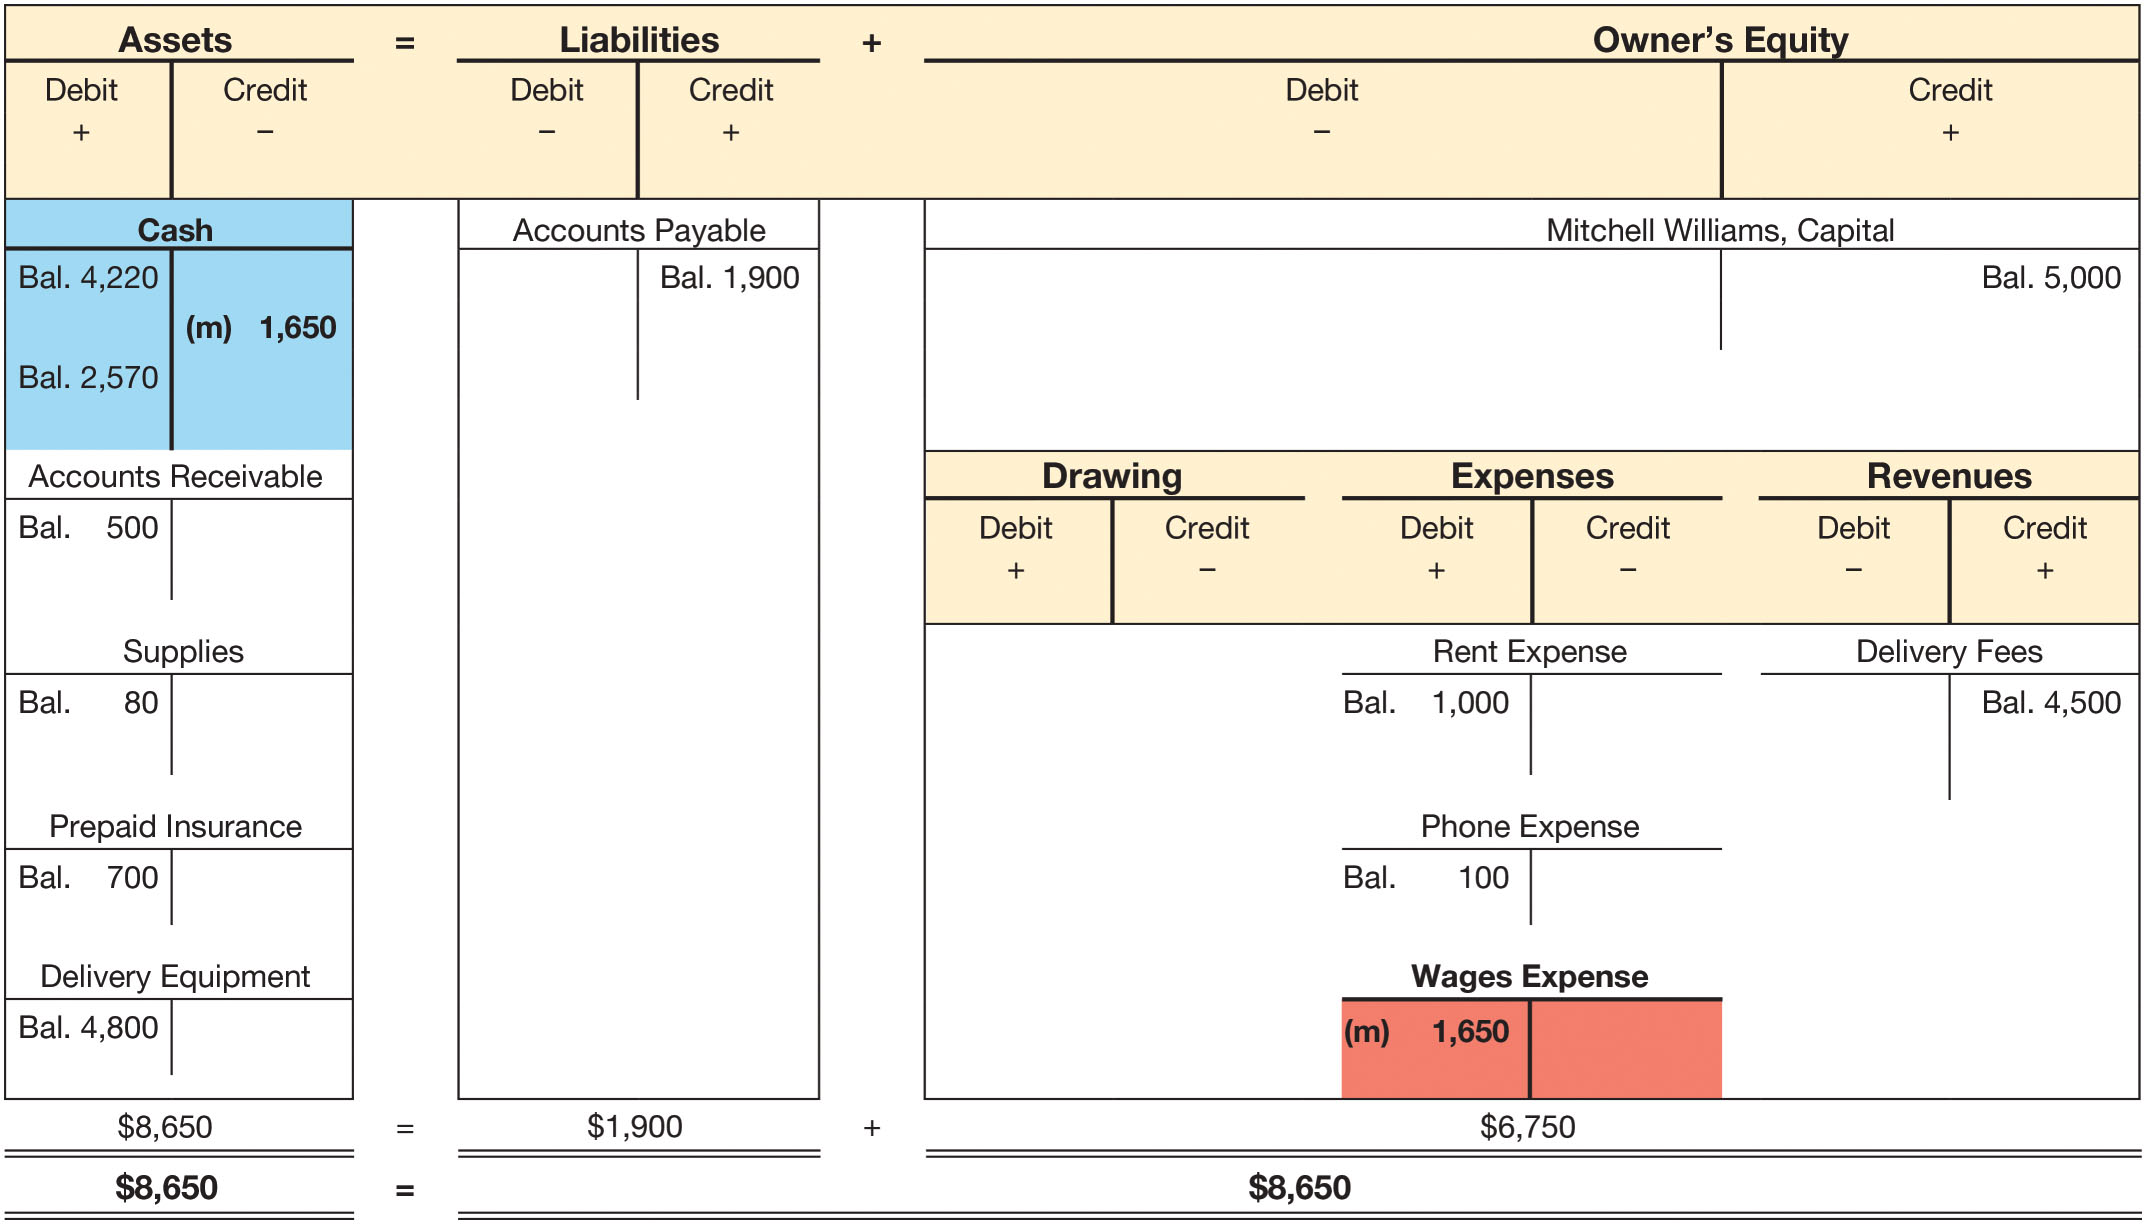 Assets = Liabilities + Owner's Equity
Debit Credit Debit Credit Debit Credit
+ − − + − +
Cash Accounts Payable Mitchell Williams, Capital
Bal. 4,220 Bal. 1,900 Bal. 5,000
(m) 1,650
Bal. 2,570
Accounts Receivable Drawing Expenses Revenues
Bal. 500 Debit Credit Debit Credit Debit Credit
+ − + − − +
Supplies Rent Expense Delivery Fees
Bal. 80 Bal. 1,000 Bal. 4,500
Prepaid Insurance Phone Expense
Bal. 700 Bal. 100
Delivery Equipment Wages Expense
Bal. 4,800 (m) 1,650
$8,650 = $1,900 + $6,750
$8,650 = $8,650